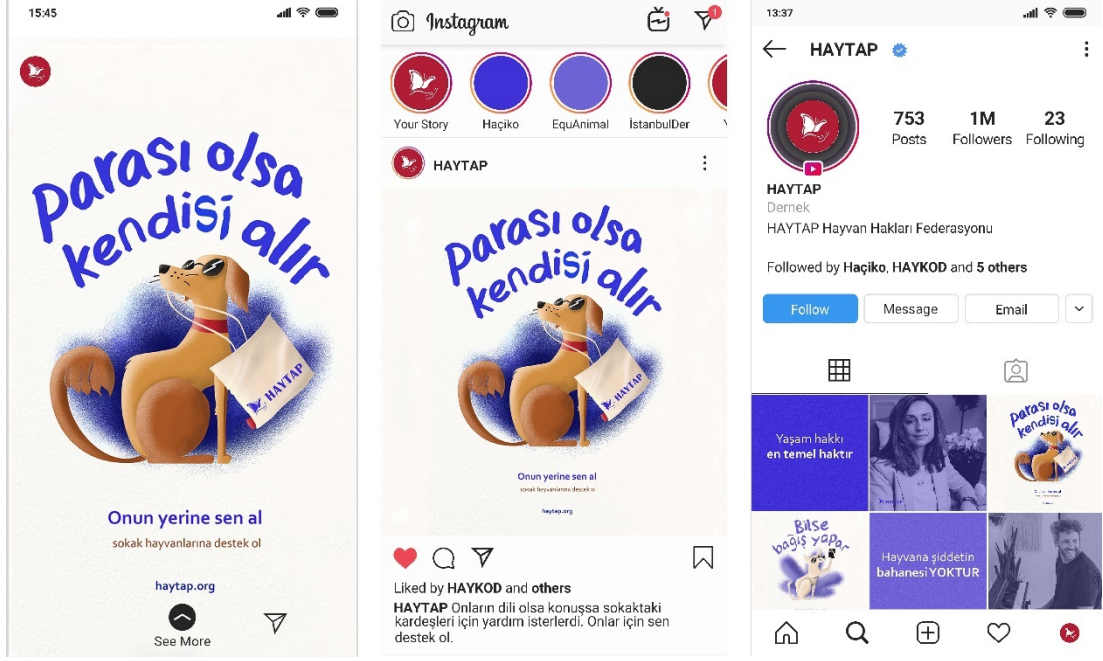 15:45
parası olsa
kendisi alır
HAYTAP
Onun yerine sen al
sokak hayvanlarına destek ol
haytap.org
See More
Instagram
1
Your Story
Haçiko
EquAnimal
İstanbulDer
Y
HAYTAP
parası olsa
kendisi alır
HAYTAP
Onun yerine sen al
sokak hayvanlarına destek ol
haytap.org
Liked by HAYKOD and others
HAYTAP Onların dili olsa konuşsa sokaktaki
kardeşleri için yardım isterlerdi. Onlar için sen
destek ol.
13:37
HAYTAP
753
1M
23
Posts
Followers
Following
HAYTAP
Dernek
HAYTAP Hayvan Hakları Federasyonu
Followed by Haçiko, HAYKOD and 5 others
Follow
Message
Email
Yaşam hakkı
en temel haktır
parası olsa
kendisi alır
Bilse
bağış yapar
Hayvana şiddetin
bahanesi YOKTUR